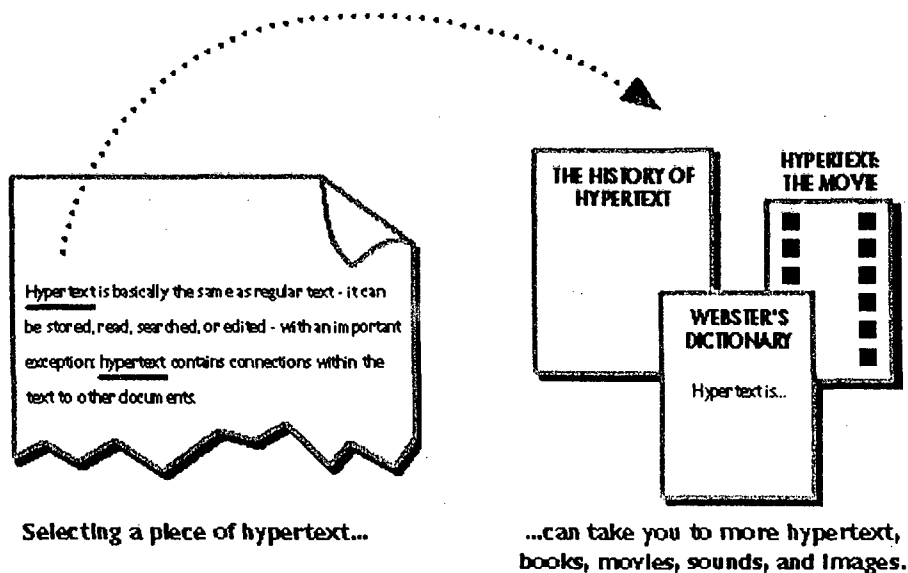 Hypertext is basically the same as regular text - it can
be stored, read, searched, or edited - with an important
exception: hypertext contains connections within the
text to other documents.
Selecting a piece of hypertext...
THE HISTORY OF
HYPERTEXT
HYPERTEXT:
THE MOVIE
WEBSTER'S
DICTIONARY
Hypertext is...
...can take you to more hypertext,
books, movies, sounds, and images.